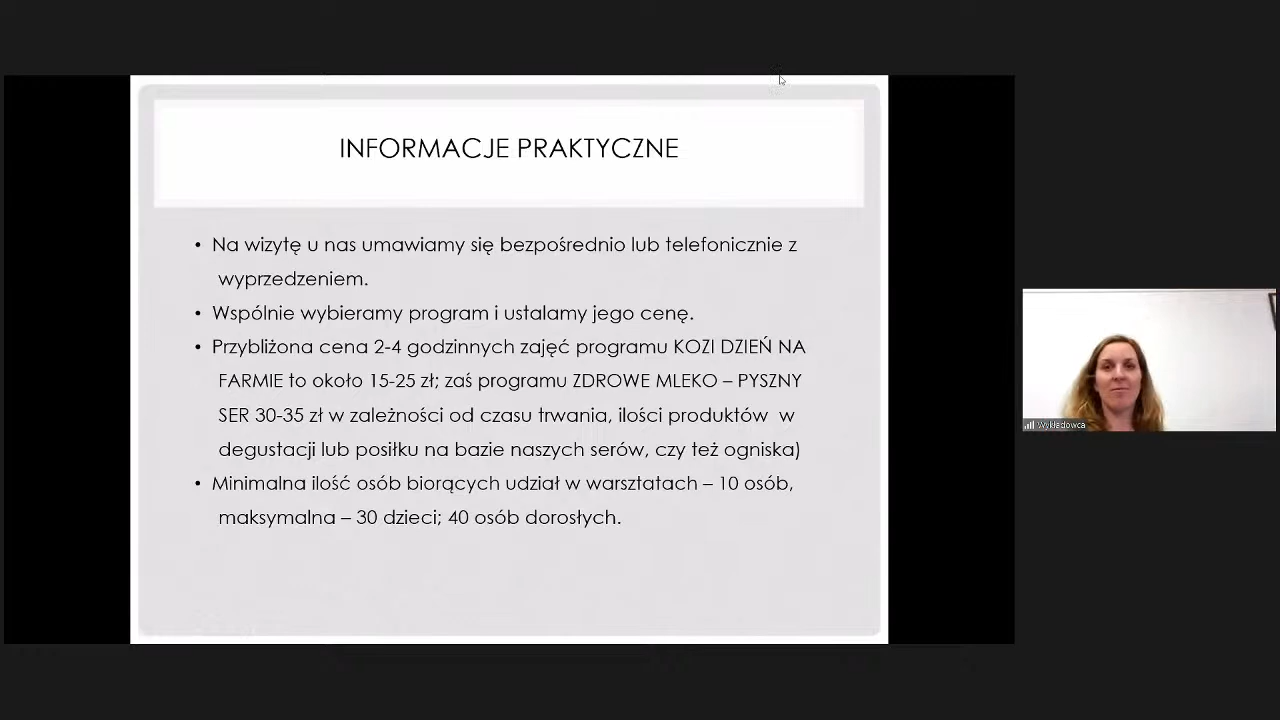 INFORMACJE PRAKTYCZNE
• Na wizytę u nas umawiamy się bezpośrednio lub telefonicznie z
wyprzedzeniem.
• Wspólnie wybieramy program i ustalamy jego cenę.
• Przybliżona cena 2-4 godzinnych zajęć programu KOZI DZIEŃ NA
FARMIE to około 15-25 zł; zaś programu ZDROWE MLEKO – PYSZNY
SER 30-35 zł w zależności od czasu trwania, ilości produktów w
degustacji lub posiłku na bazie naszych serów, czy też ogniska)
• Minimalna ilość osób biorących udział w warsztatach – 10 osób,
maksymalna – 30 dzieci; 40 osób dorosłych.
Wykładowca